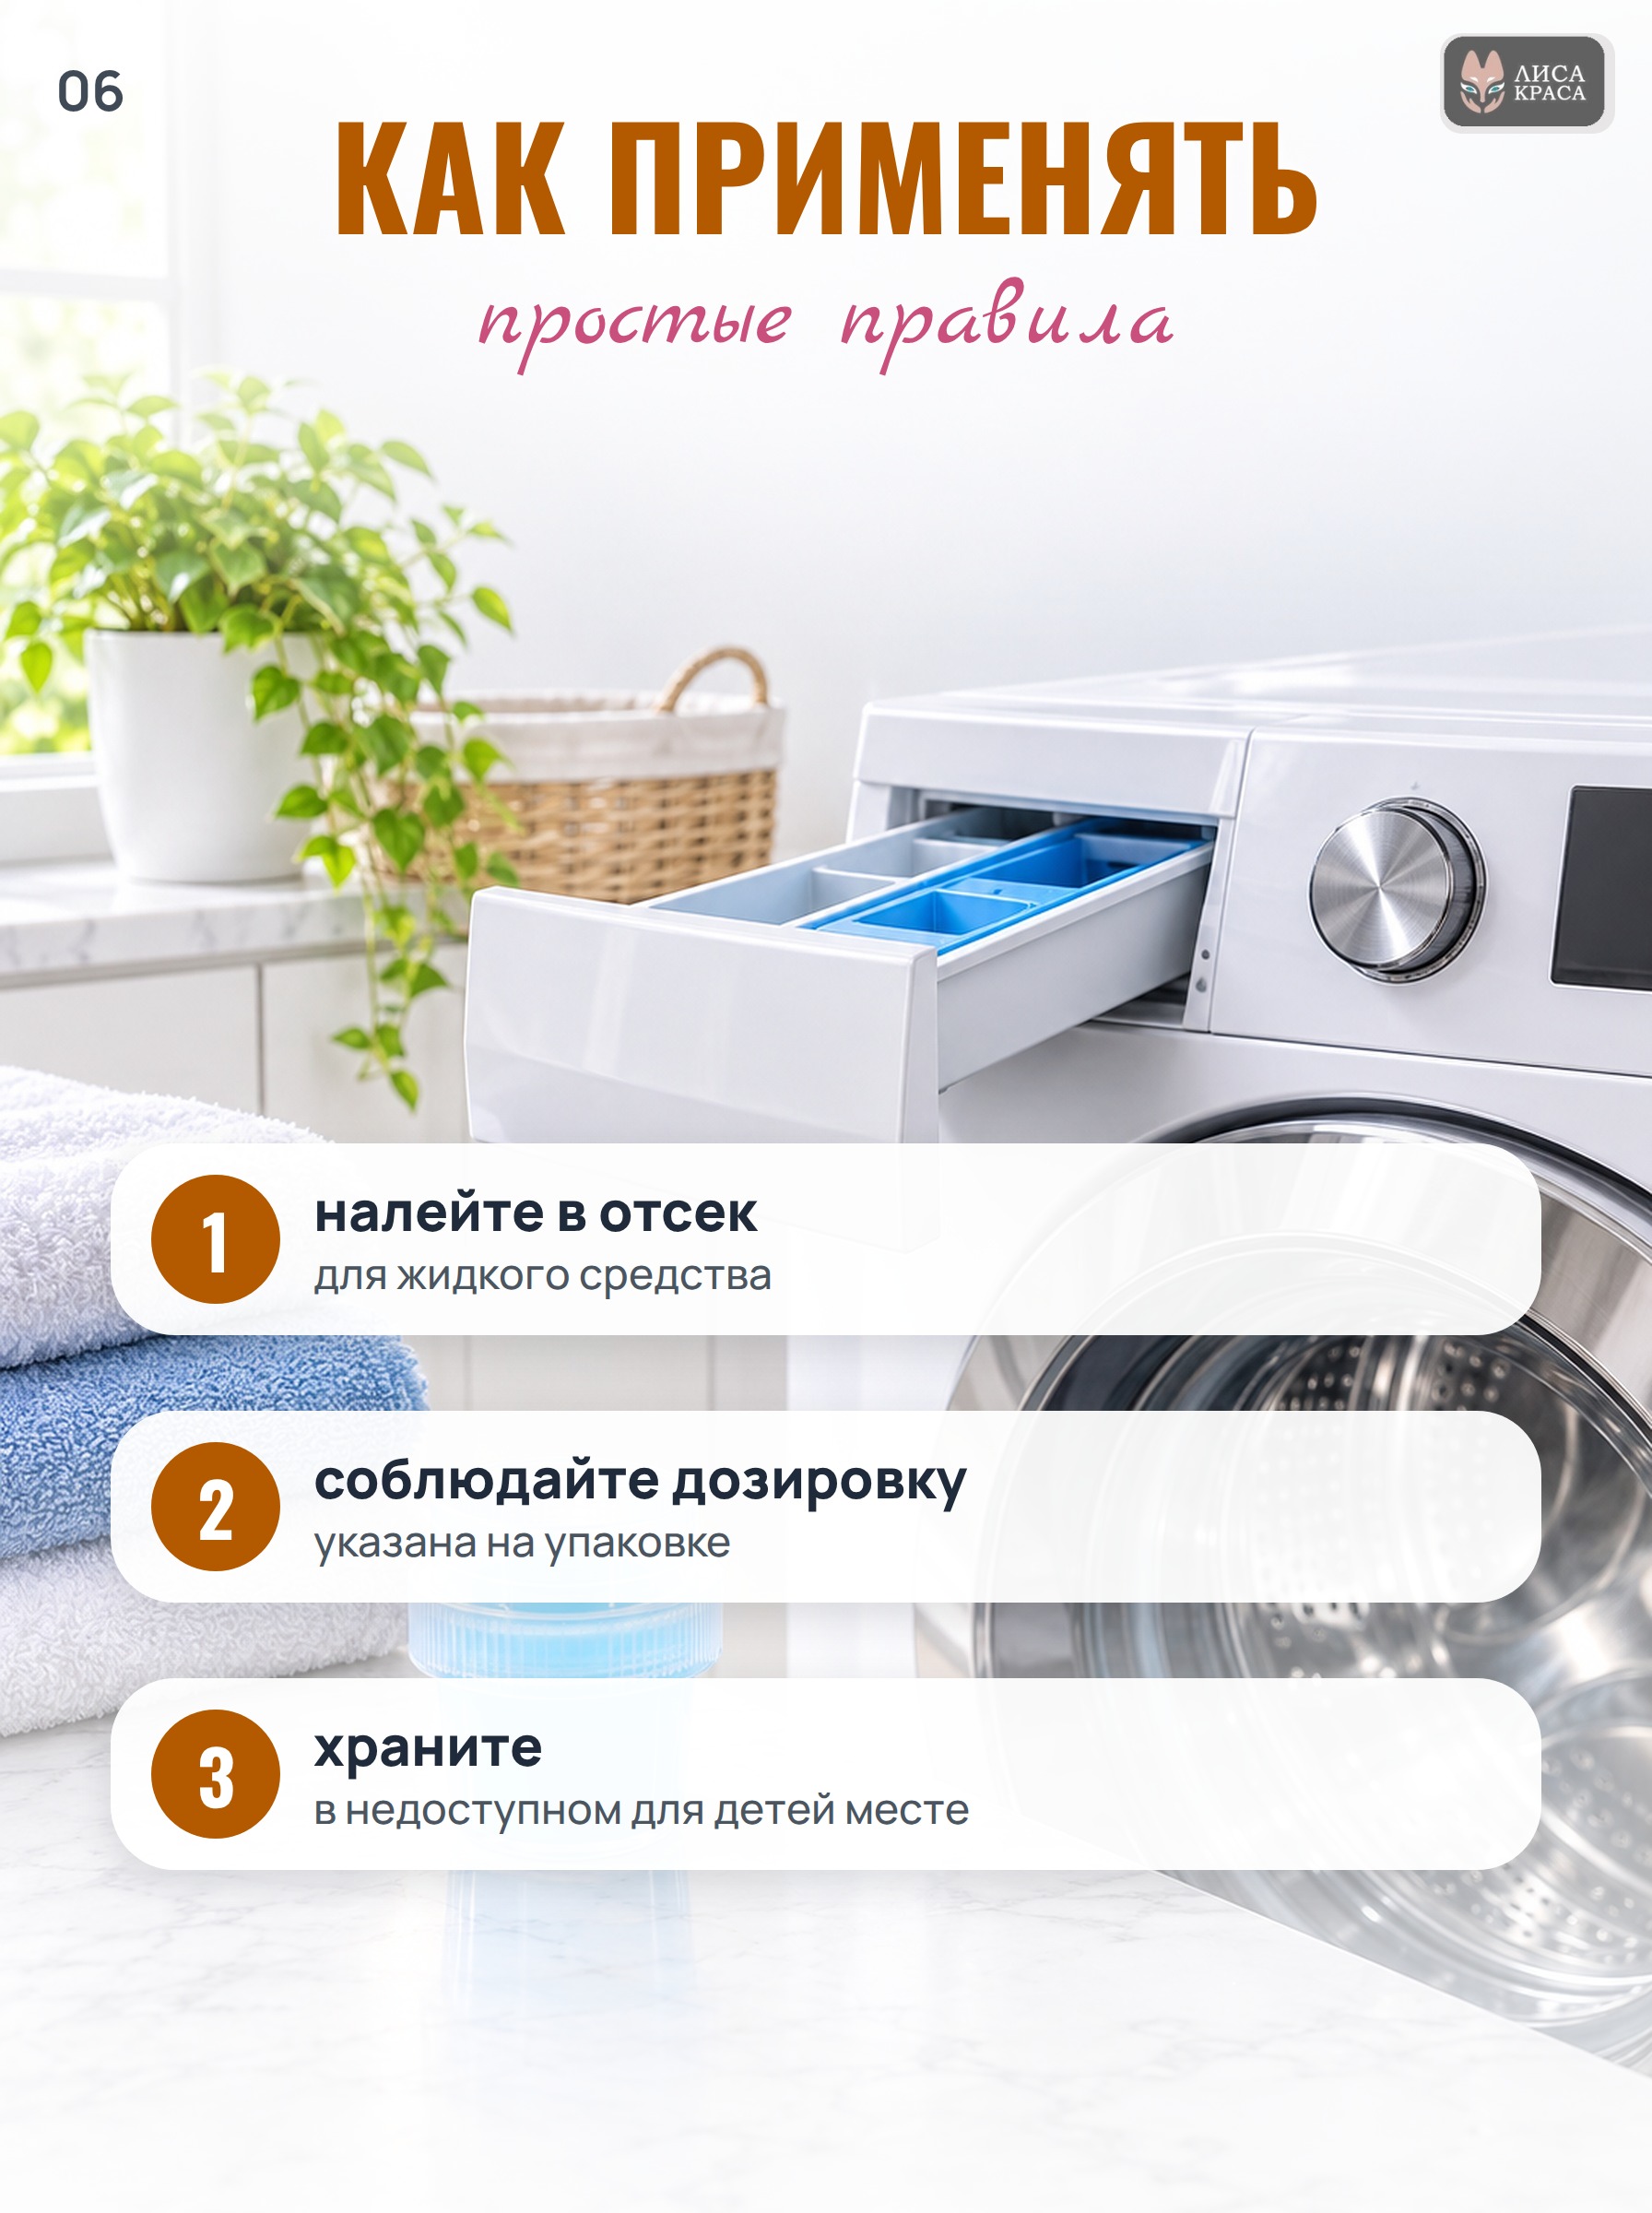 06
ЛИСА
КРАСА
КАК ПРИМЕНЯТЬ
простые правила
1
налейте в отсек
для жидкого средства
2
соблюдайте дозировку
указана на упаковке
3
храните
в недоступном для детей месте